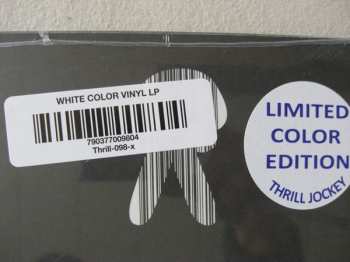 WHITE COLOR VINYL LP
790377009804
Thrill-098-x
LIMITED
COLOR
EDITION
THRILL JOCKEY